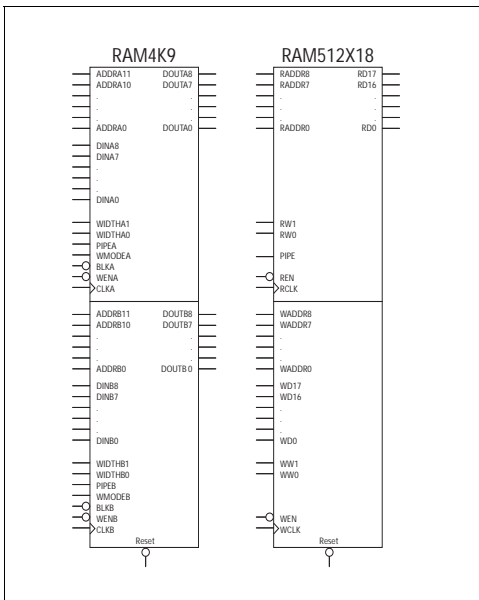 RAM4K9
ADDRA11 DOUTA8
ADDRA10 DOUTA7
. .
. .
. .
ADDRA0 DOUTA0
DINA8
DINA7
.
.
.
DINA0
WIDTHA1
WIDTHA0
PIPEA
WMODEA
BLKA
WENA
CLKA
ADDRB11 DOUTB8
ADDRB10 DOUTB7
. .
. .
. .
ADDRB0 DOUTB0
DINB8
DINB7
.
.
.
DINB0
WIDTHB1
WIDTHB0
PIPEB
WMODEB
BLKB
WENB
CLKB
Reset
RAM512X18
RADDR8 RD17
RADDR7 RD16
. .
. .
. .
RADDR0 RD0
RW1
RW0
PIPE
REN
RCLK
WADDR8
WADDR7
.
.
.
WADDR0
WD17
WD16
.
.
.
WD0
WW1
WW0
WEN
WCLK
Reset